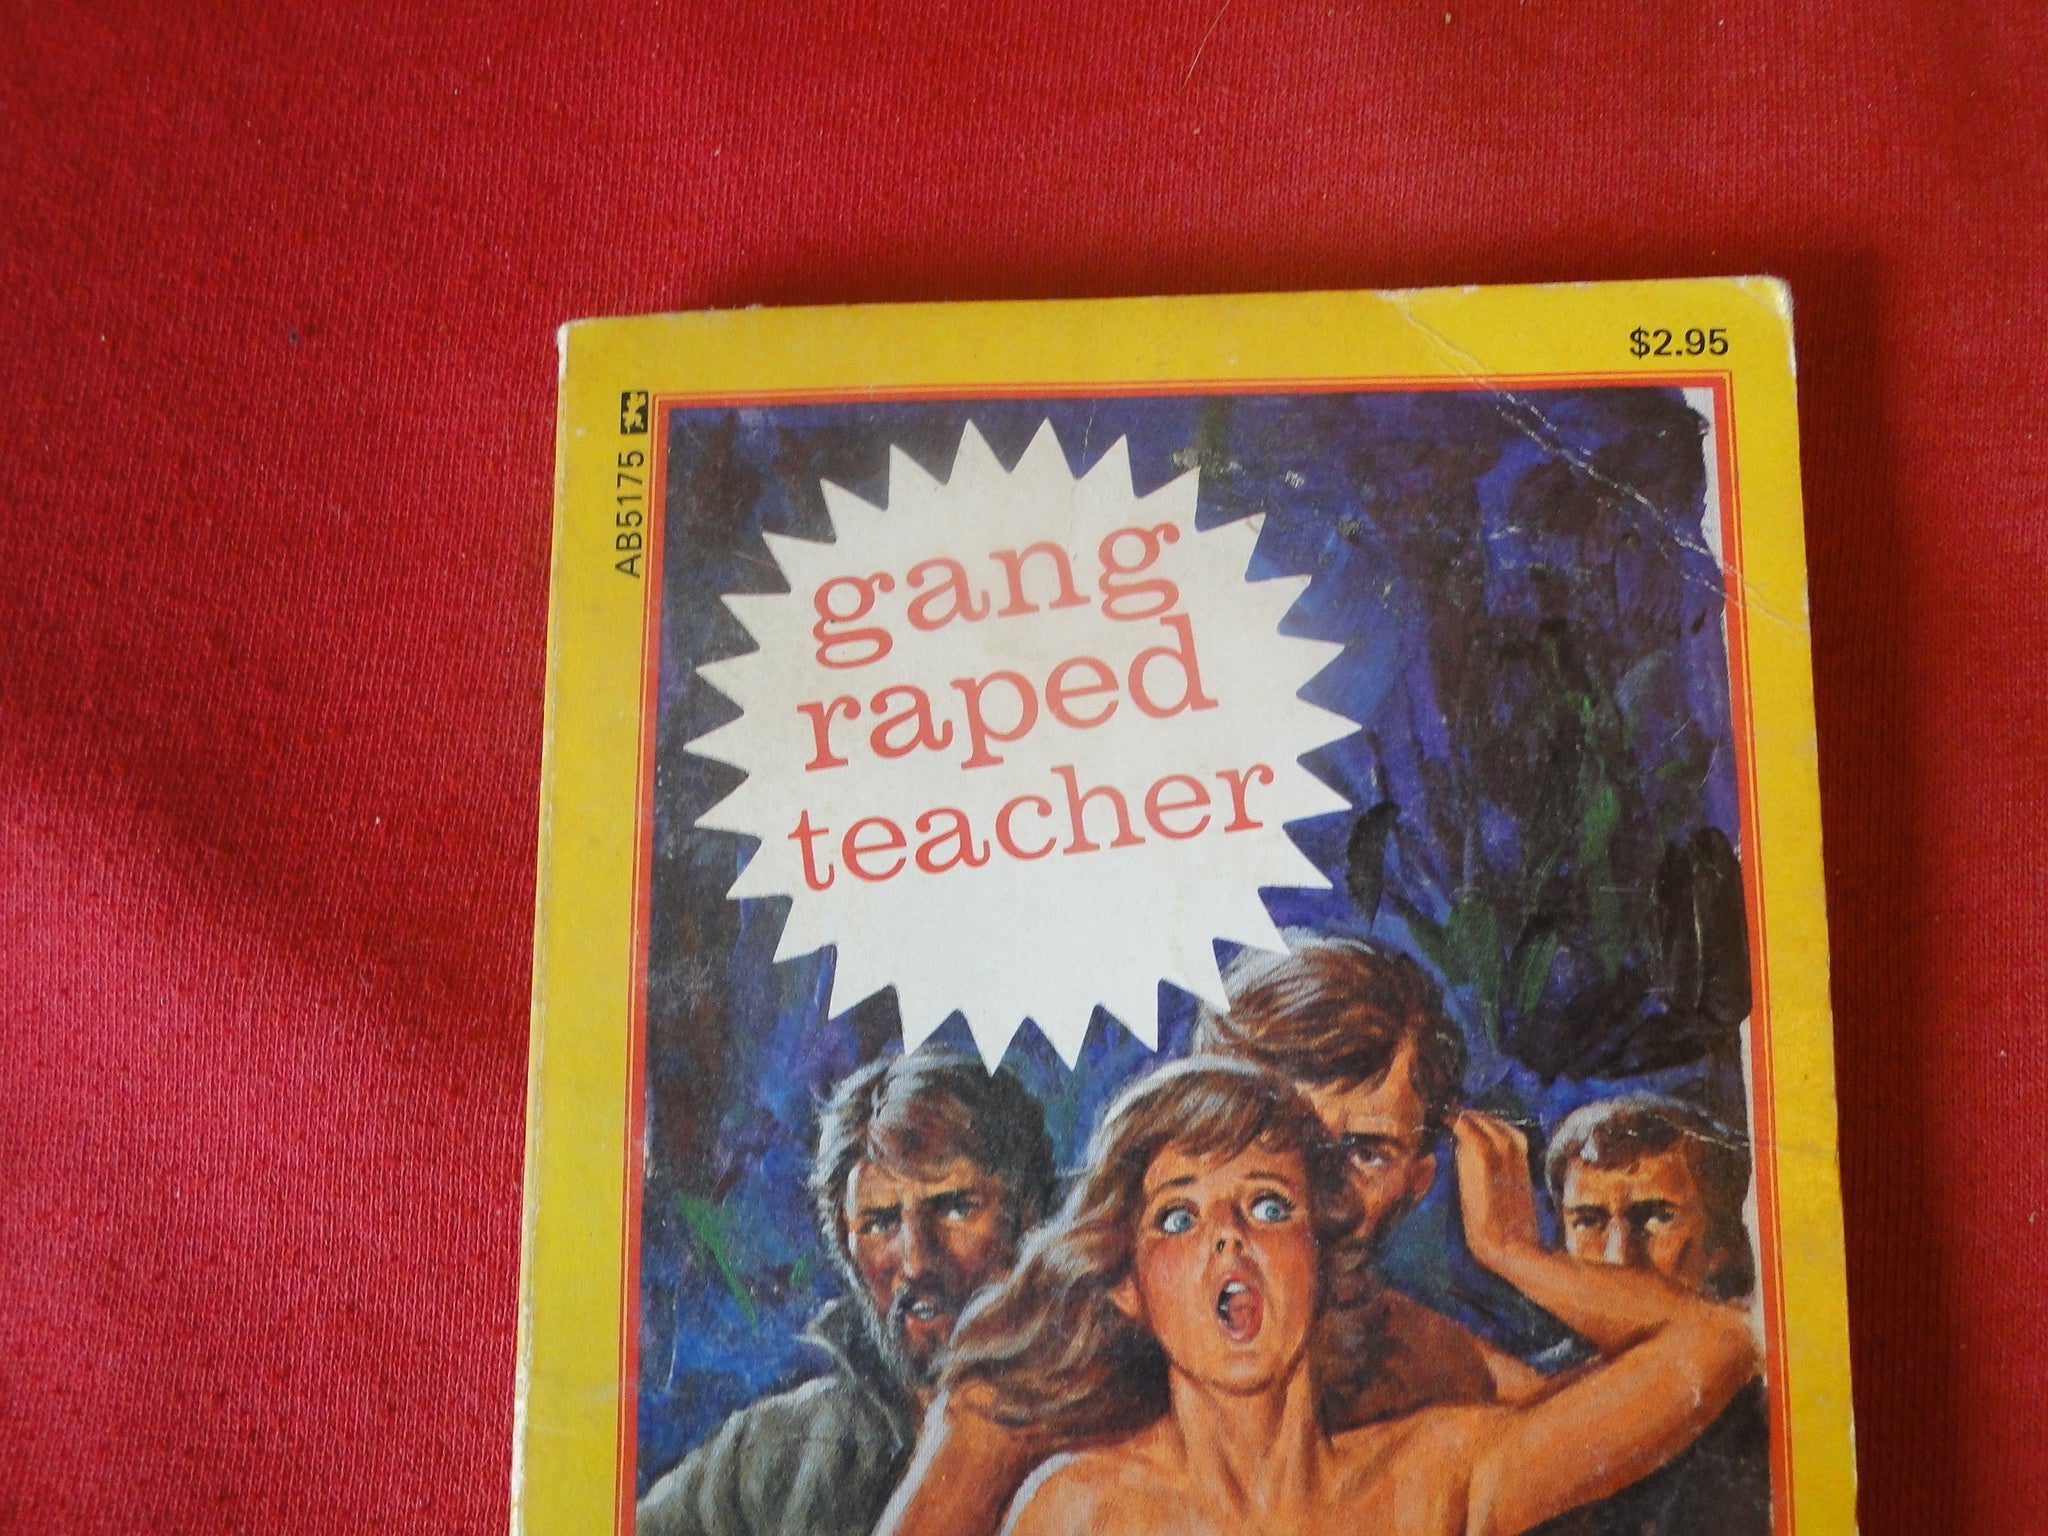 $2.95
AB5175
gang
raped
teacher